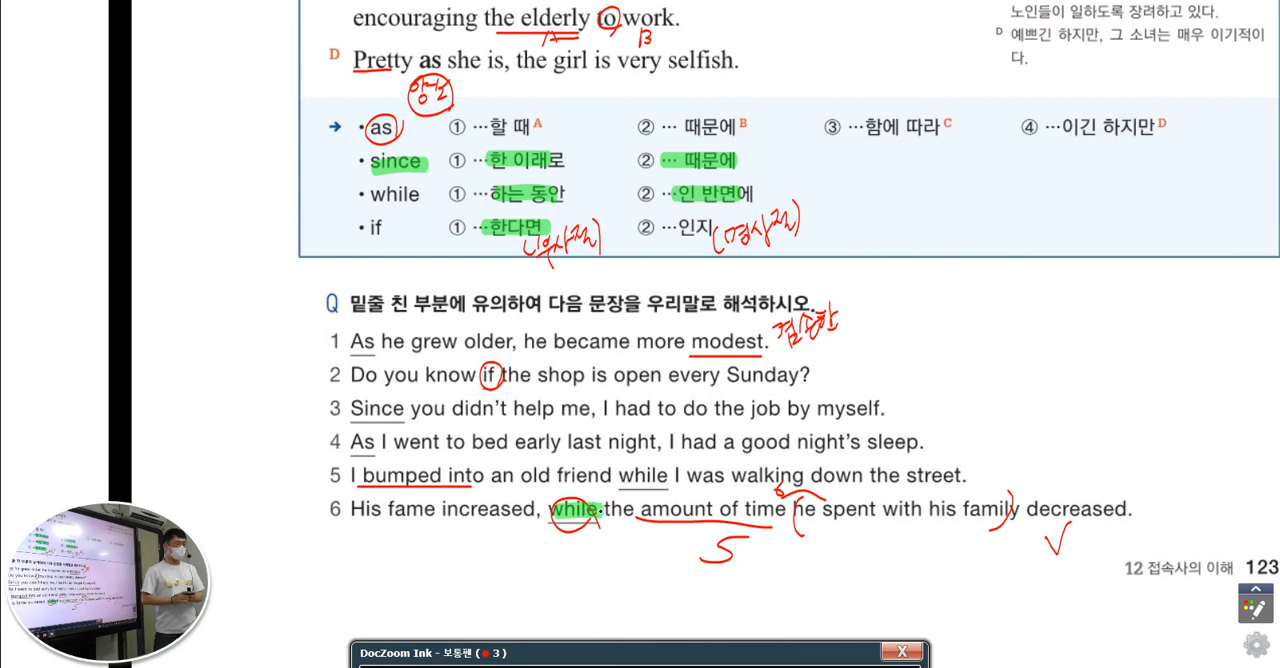 encouraging the elderly to work.
A B
노인들이 일하도록 장려하고 있다.
D Pretty as she is, the girl is very selfish.
D 예쁘긴 하지만, 그 소녀는 매우 이기적이
다.
양보
→ • as ① …할 때A ② … 때문에B ③ …함에 따라C ④ …이긴 하지만D
• since ① …한 이래로 ② … 때문에
• while ① …하는 동안 ② …인 반면에
• if ① …한다면 ② …인지
(부사절) (명사절)
Q 밑줄 친 부분에 유의하여 다음 문장을 우리말로 해석하시오.
겸손한
1 As he grew older, he became more modest.
2 Do you know if the shop is open every Sunday?
3 Since you didn't help me, I had to do the job by myself.
4 As I went to bed early last night, I had a good night's sleep.
5 I bumped into an old friend while I was walking down the street.
6 His fame increased, while the amount of time he spent with his family decreased.
S V
12 접속사의 이해 123
DocZoom Ink - 보통펜 ( 3 ) X